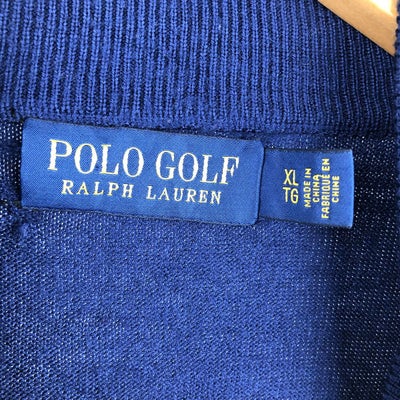 POLO GOLF
RALPH LAUREN
XL
TG
MADE IN
CHINA
FABRIQUÉ EN
CHINE